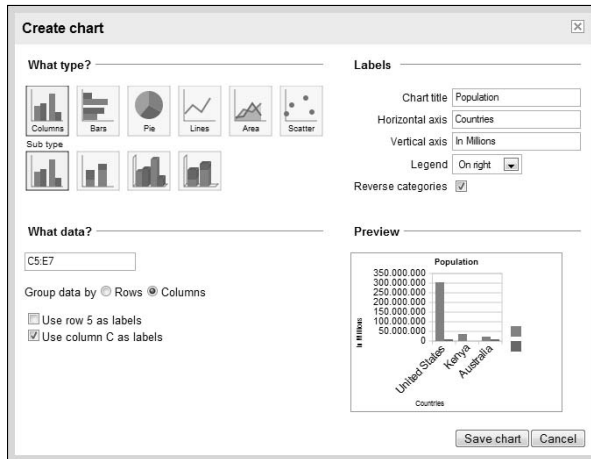 Create chart
What type?
Columns
Bars
Pie
Lines
Area
Scatter
Sub type
What data?
C5:E7
Group data by Rows Columns
Use row 5 as labels
Use column C as labels
Labels
Chart title Population
Horizontal axis Countries
Vertical axis In Millions
Legend On right
Reverse categories
Preview
Population
350.000.000
300.000.000
250.000.000
200.000.000
150.000.000
100.000.000
50.000.000
0
In Millions
United States
Kenya
Australia
Countries
Save chart
Cancel